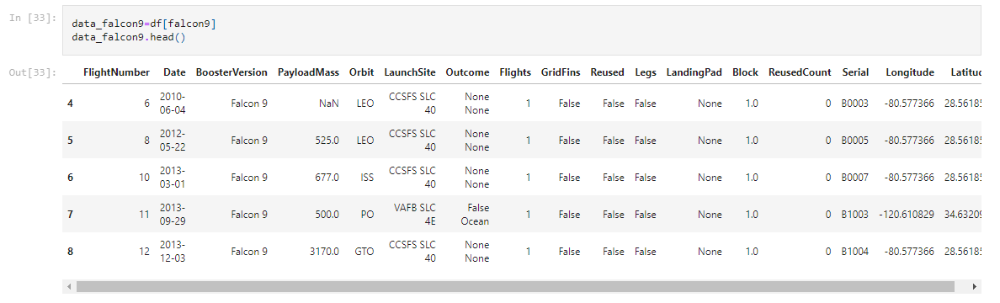 In [33]:
data_falcon9=df[falcon9]
data_falcon9.head()
Out[33]:
FlightNumber Date BoosterVersion PayloadMass Orbit LaunchSite Outcome Flights GridFins Reused Legs LandingPad Block ReusedCount Serial Longitude Latitud
4 6 2010-06-04 Falcon 9 NaN LEO CCSFS SLC 40 None None 1 False False False None 1.0 0 B0003 -80.577366 28.56185
5 8 2012-05-22 Falcon 9 525.0 LEO CCSFS SLC 40 None None 1 False False False None 1.0 0 B0005 -80.577366 28.56185
6 10 2013-03-01 Falcon 9 677.0 ISS CCSFS SLC 40 None None 1 False False False None 1.0 0 B0007 -80.577366 28.56185
7 11 2013-09-29 Falcon 9 500.0 PO VAFB SLC 4E False Ocean 1 False False False None 1.0 0 B1003 -120.610829 34.63209
8 12 2013-12-03 Falcon 9 3170.0 GTO CCSFS SLC 40 None None 1 False False False None 1.0 0 B1004 -80.577366 28.56185